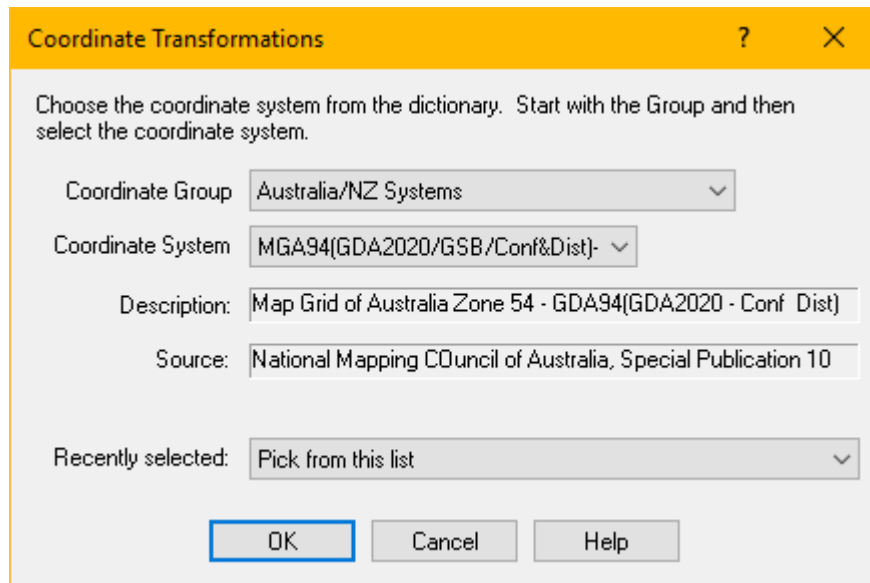 Coordinate Transformations ?
Choose the coordinate system from the dictionary. Start with the Group and then
select the coordinate system.
Coordinate Group Australia/NZ Systems
Coordinate System MGA94(GDA2020/GSB/Conf&Dist)-
Description: Map Grid of Australia Zone 54 - GDA94(GDA2020 - Conf Dist)
Source: National Mapping COuncil of Australia, Special Publication 10
Recently selected: Pick from this list
OK Cancel Help